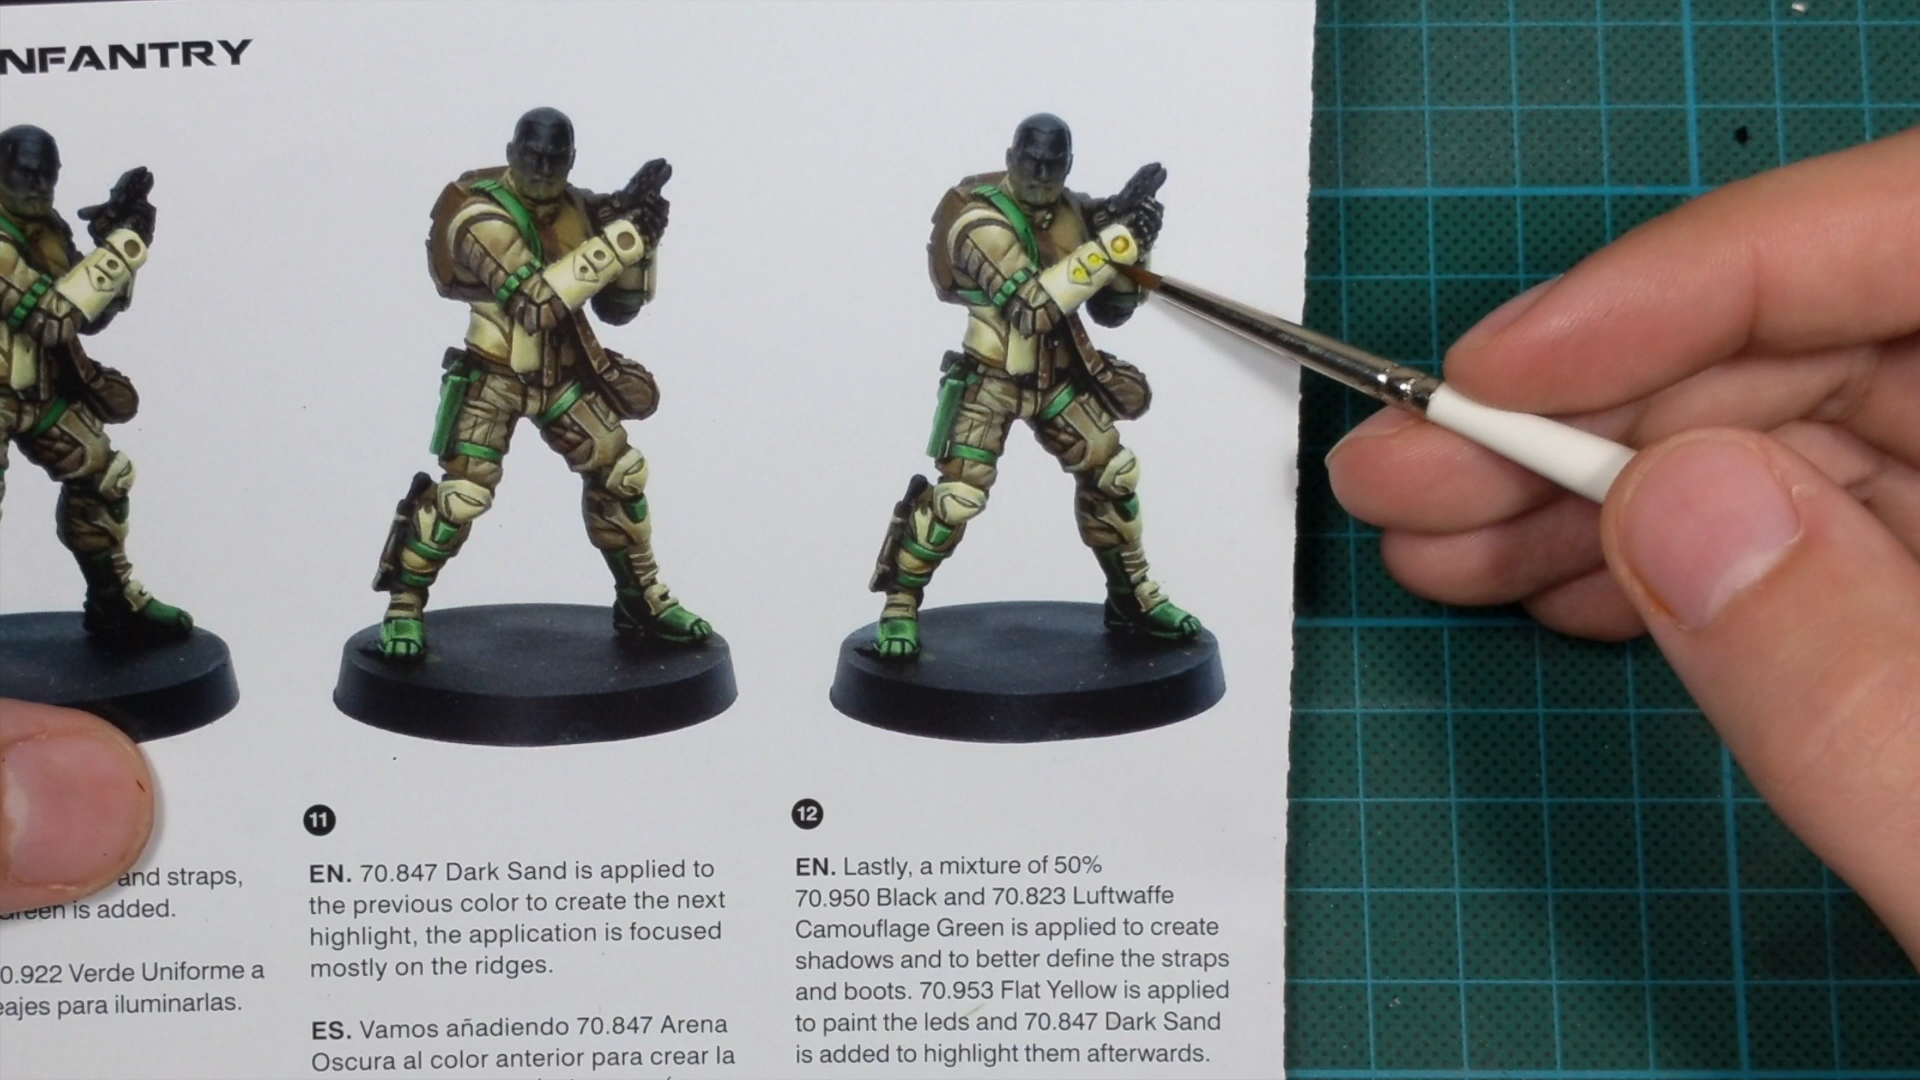 NFANTRY
and straps,
is added.
0.922 Verde Uniforme a
eajes para iluminarlas.
11
EN. 70.847 Dark Sand is applied to
the previous color to create the next
highlight, the application is focused
mostly on the ridges.
ES. Vamos añadiendo 70.847 Arena
Oscura al color anterior para crear la
12
EN. Lastly, a mixture of 50%
70.950 Black and 70.823 Luftwaffe
Camouflage Green is applied to create
shadows and to better define the straps
and boots. 70.953 Flat Yellow is applied
to paint the leds and 70.847 Dark Sand
is added to highlight them afterwards.